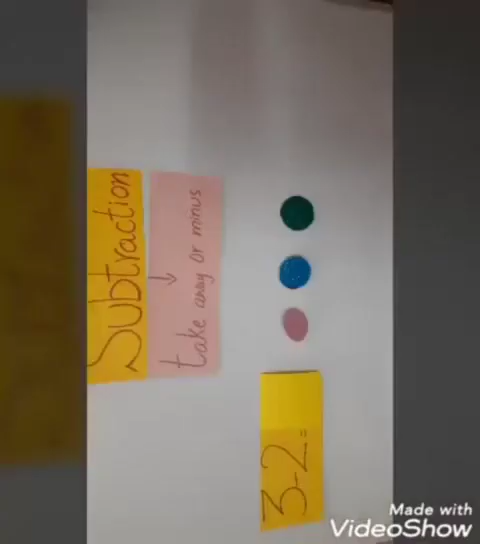 Subtraction
↓
take away or minus
3-2=
Made with
VideoShow